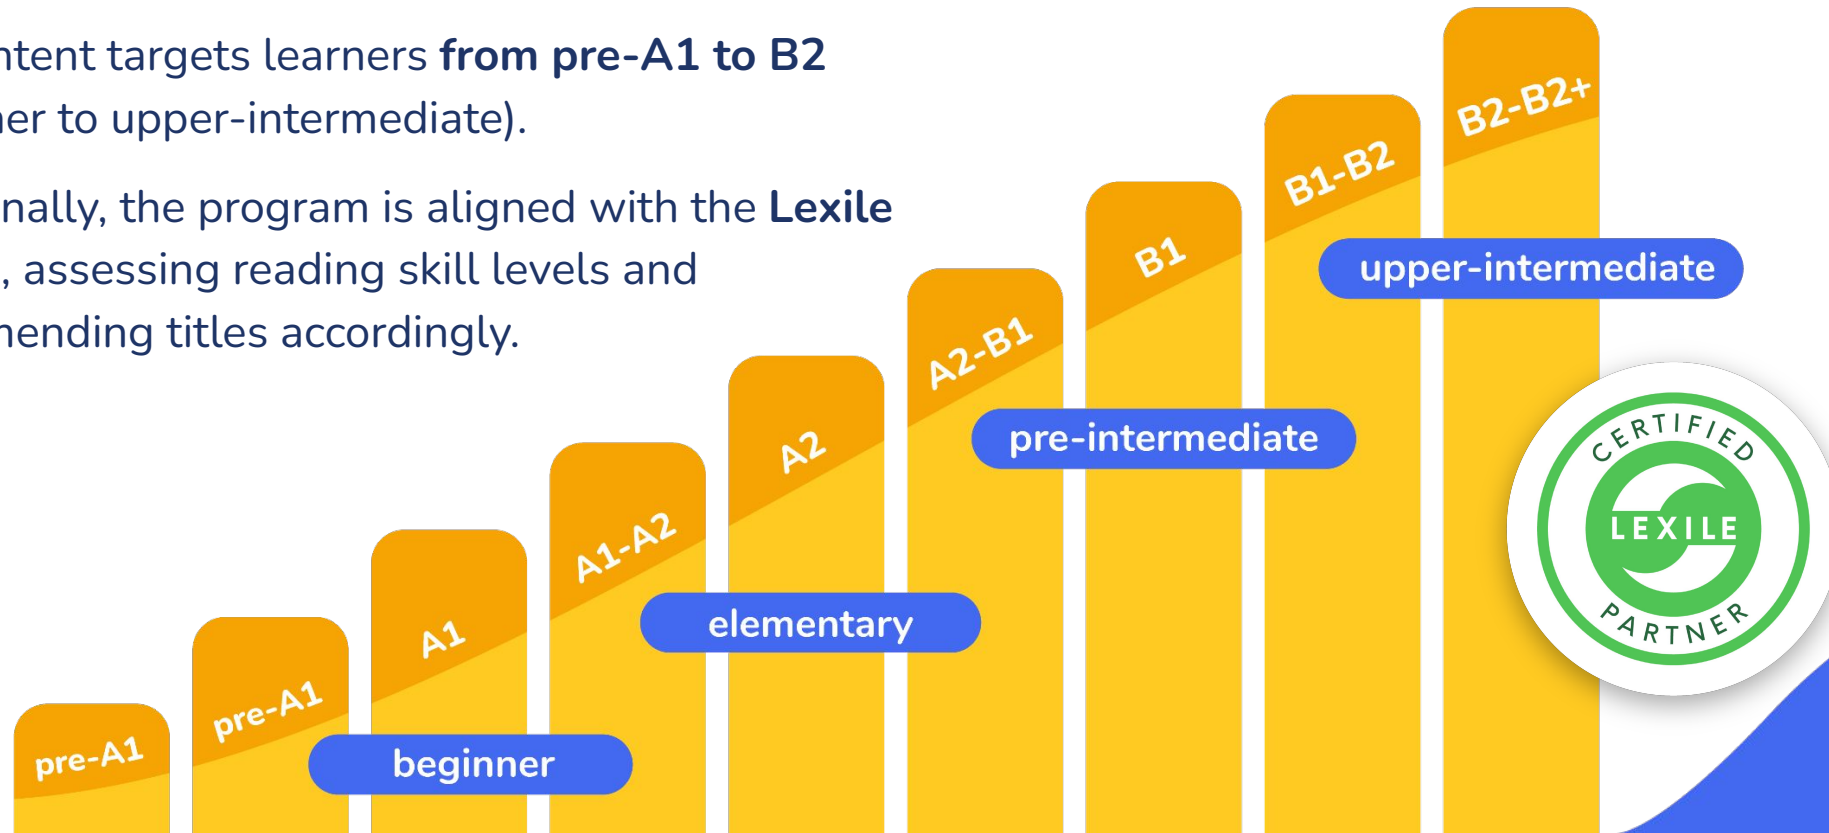 ntent targets learners from pre-A1 to B2
ner to upper-intermediate).
nally, the program is aligned with the Lexile
, assessing reading skill levels and
nending titles accordingly.
pre-A1
pre-A1
A1
A1-A2
A2
A2-B1
B1
B1-B2
B2-B2+
beginner
elementary
pre-intermediate
upper-intermediate
CERTIFIED
LEXILE
PARTNER